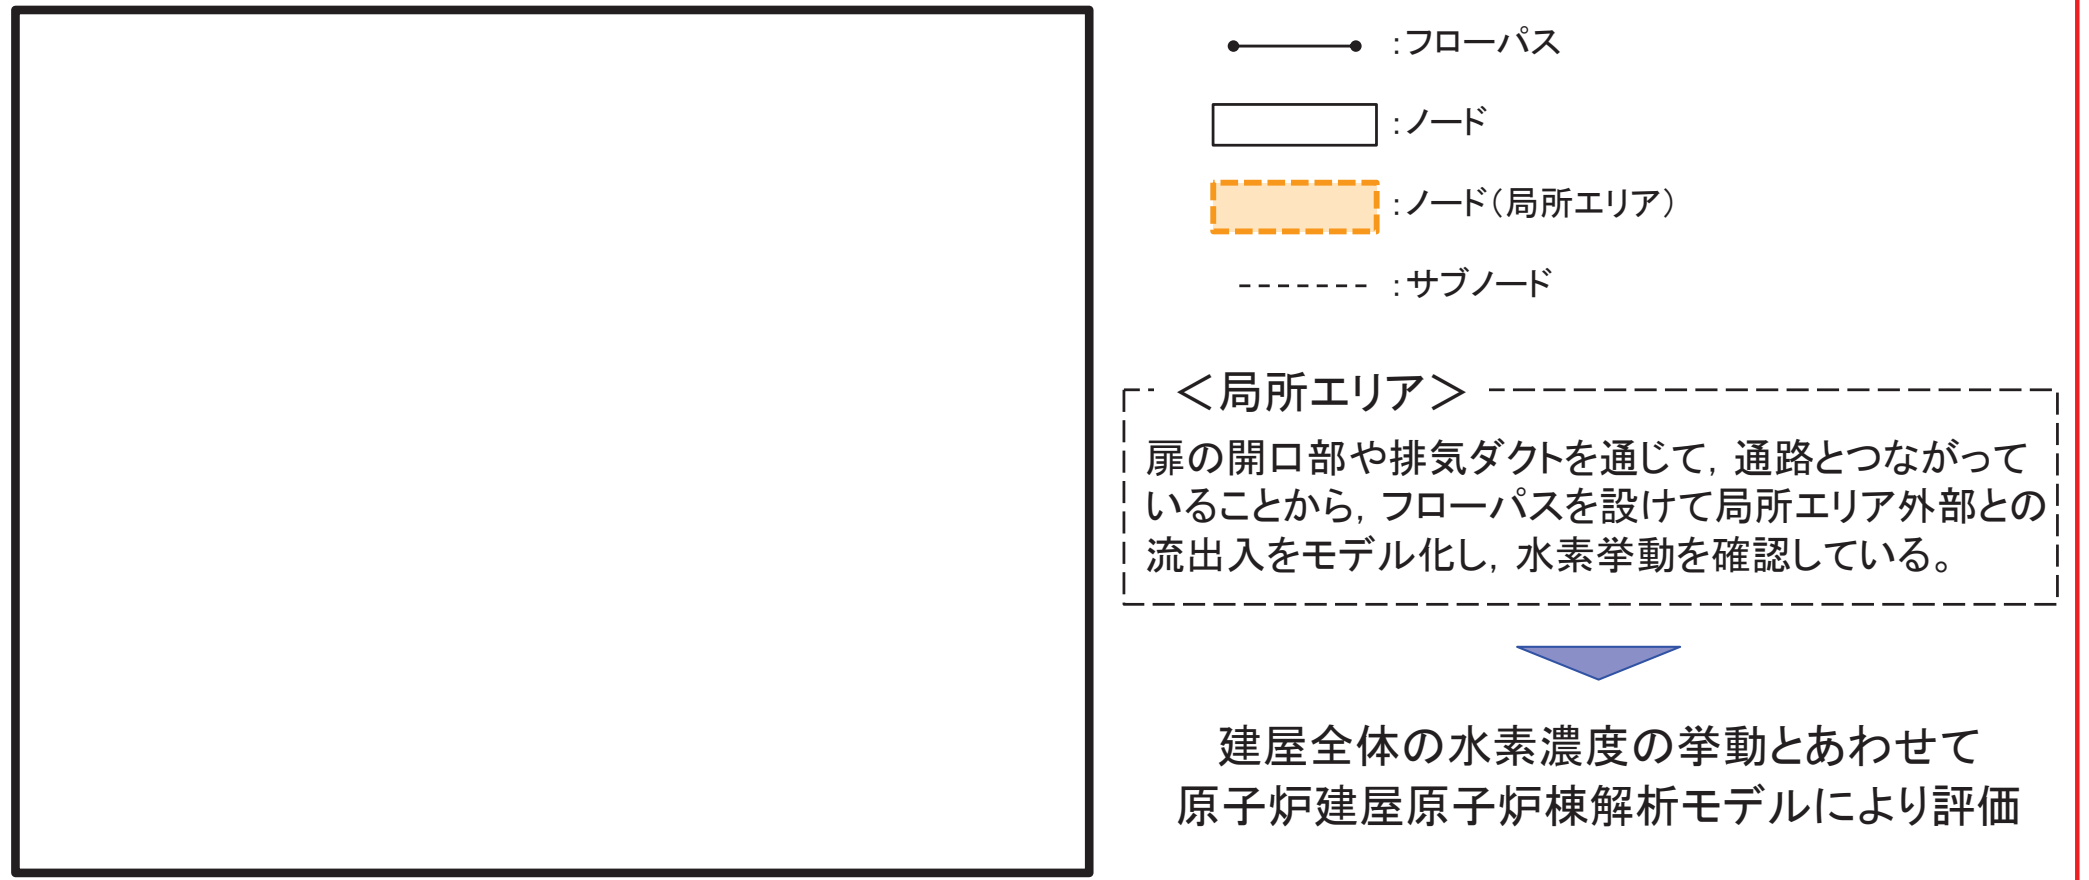 ：フローパス
：ノード
：ノード（局所エリア）
：サブノード
＜局所エリア＞
扉の開口部や排気ダクトを通じて，通路とつながって
いることから，フローパスを設けて局所エリア外部との
流出入をモデル化し，水素挙動を確認している。
建屋全体の水素濃度の挙動とあわせて
原子炉建屋原子炉棟解析モデルにより評価